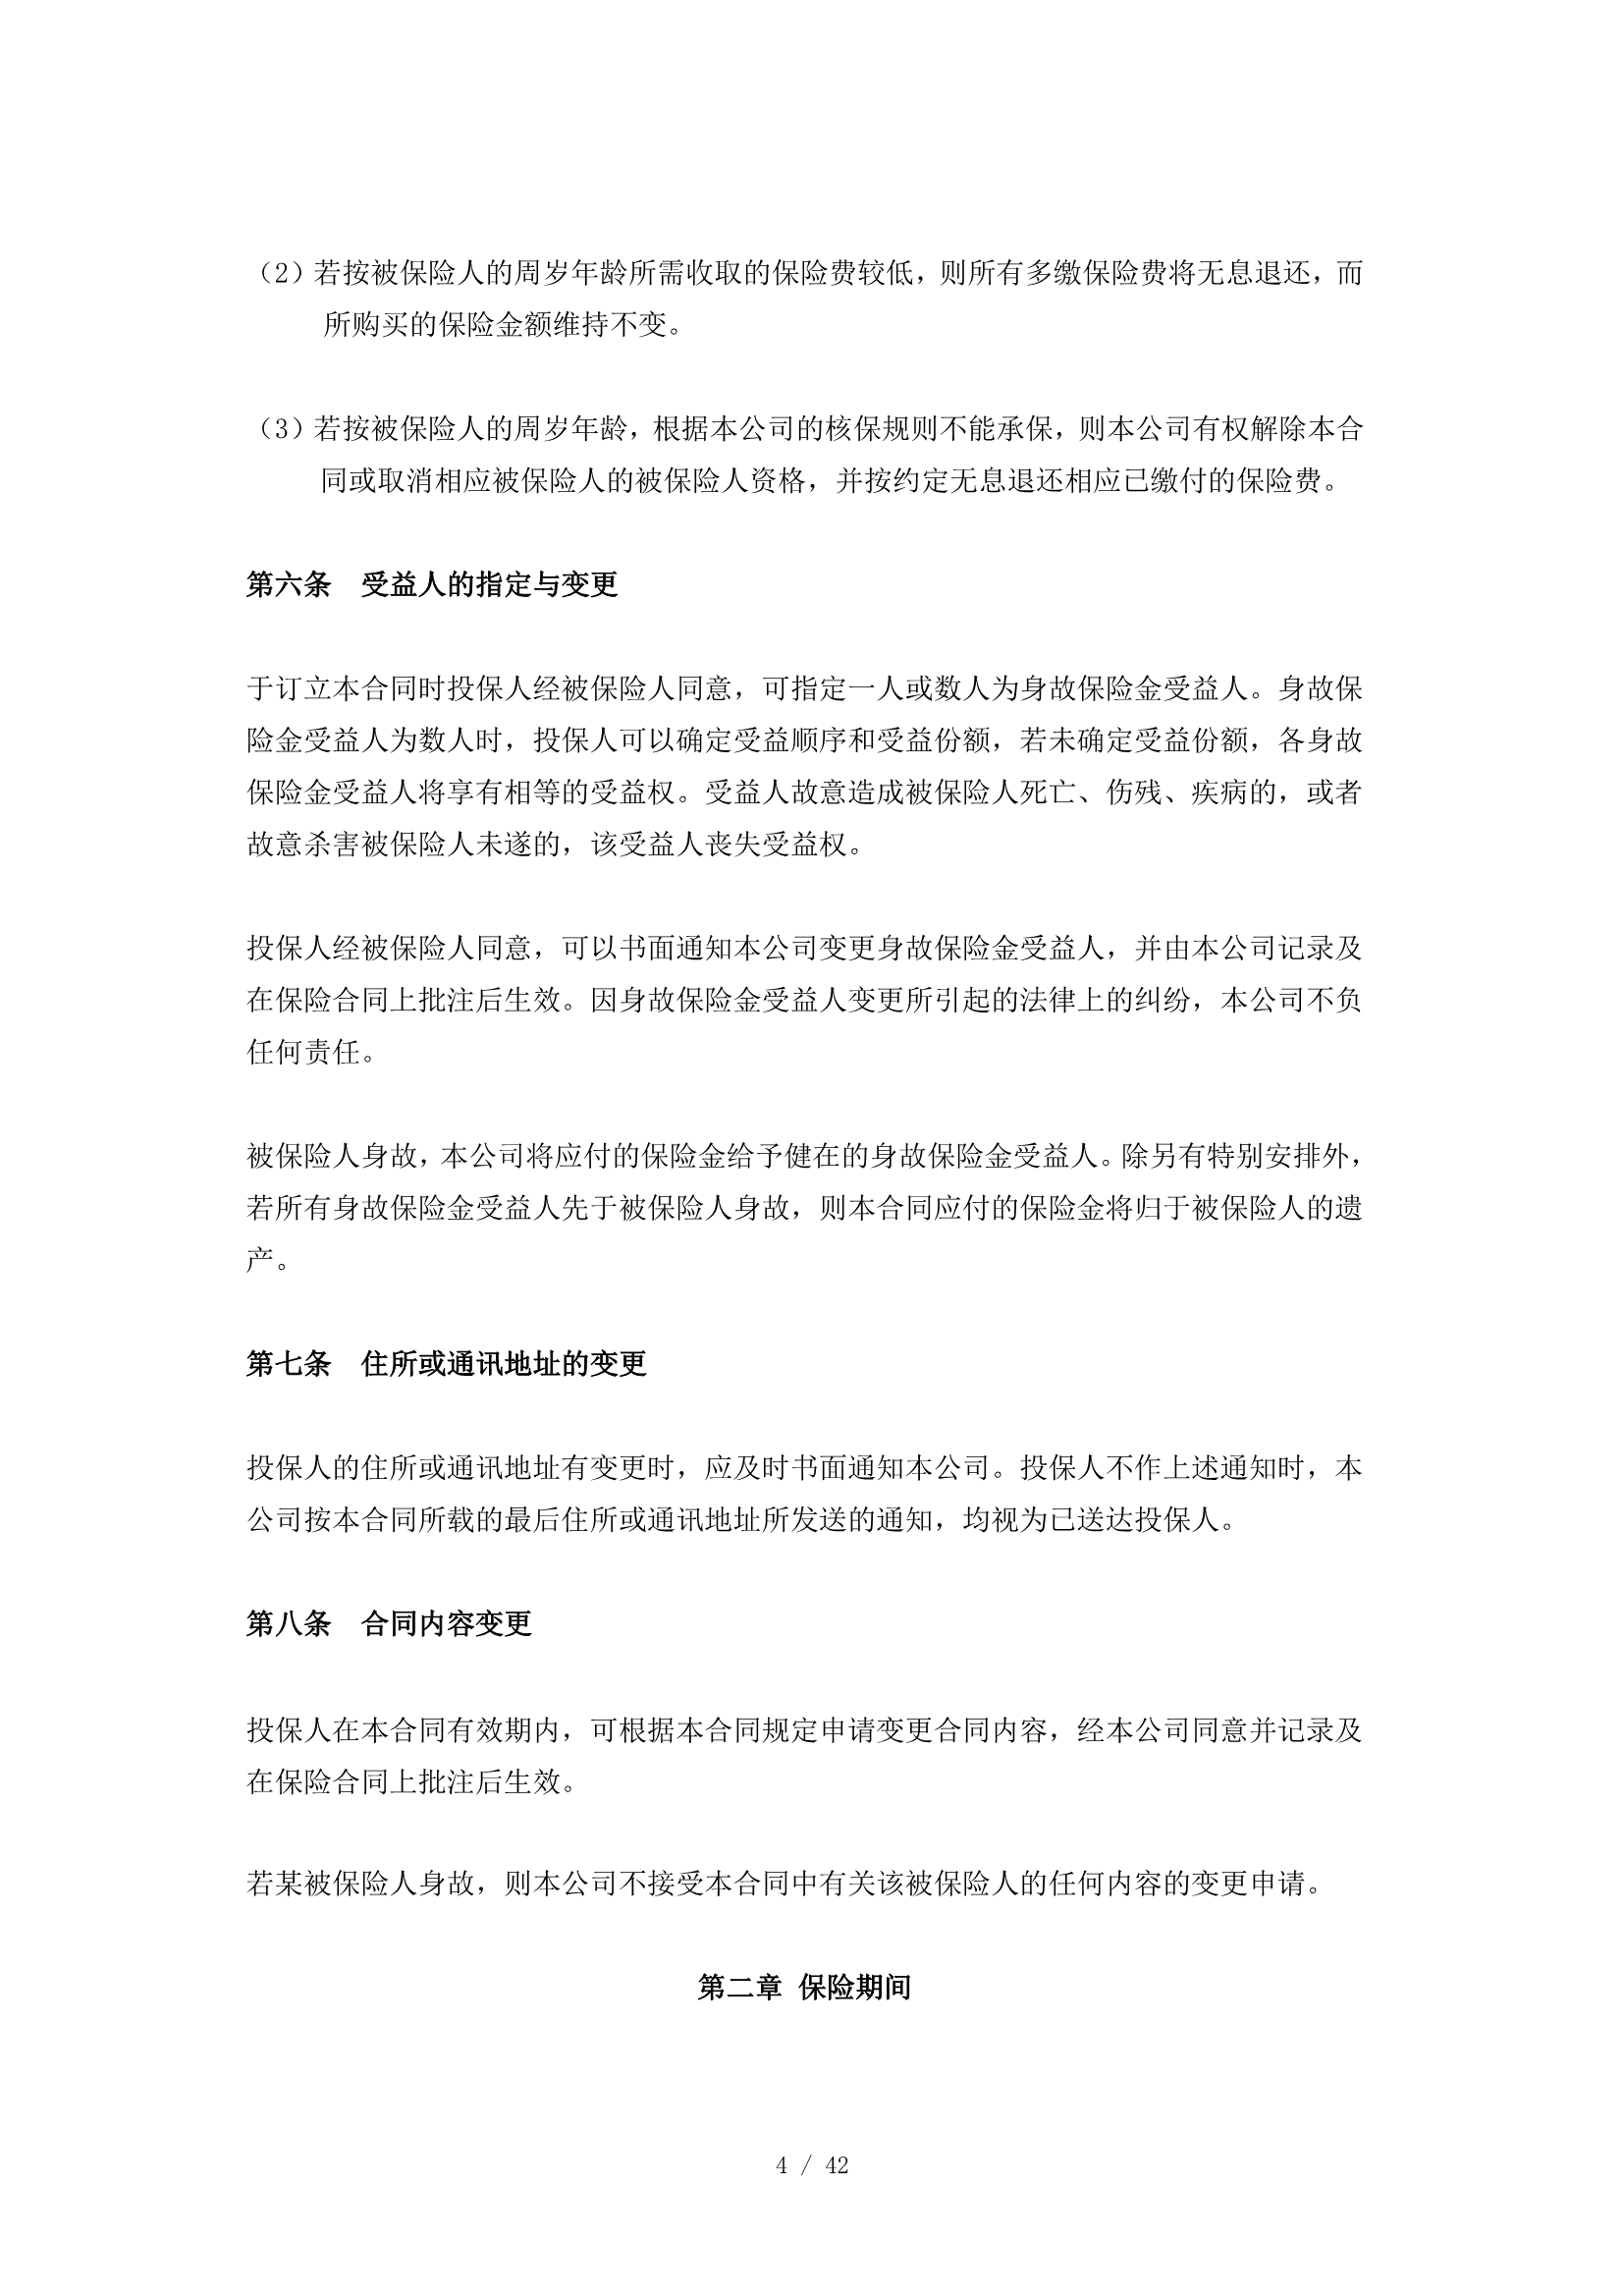 （2）若按被保险人的周岁年龄所需收取的保险费较低，则所有多缴保险费将无息退还，而
所购买的保险金额维持不变。
（3）若按被保险人的周岁年龄，根据本公司的核保规则不能承保，则本公司有权解除本合
同或取消相应被保险人的被保险人资格，并按约定无息退还相应已缴付的保险费。
第六条　受益人的指定与变更
于订立本合同时投保人经被保险人同意，可指定一人或数人为身故保险金受益人。身故保
险金受益人为数人时，投保人可以确定受益顺序和受益份额，若未确定受益份额，各身故
保险金受益人将享有相等的受益权。受益人故意造成被保险人死亡、伤残、疾病的，或者
故意杀害被保险人未遂的，该受益人丧失受益权。
投保人经被保险人同意，可以书面通知本公司变更身故保险金受益人，并由本公司记录及
在保险合同上批注后生效。因身故保险金受益人变更所引起的法律上的纠纷，本公司不负
任何责任。
被保险人身故，本公司将应付的保险金给予健在的身故保险金受益人。除另有特别安排外，
若所有身故保险金受益人先于被保险人身故，则本合同应付的保险金将归于被保险人的遗
产。
第七条　住所或通讯地址的变更
投保人的住所或通讯地址有变更时，应及时书面通知本公司。投保人不作上述通知时，本
公司按本合同所载的最后住所或通讯地址所发送的通知，均视为已送达投保人。
第八条　合同内容变更
投保人在本合同有效期内，可根据本合同规定申请变更合同内容，经本公司同意并记录及
在保险合同上批注后生效。
若某被保险人身故，则本公司不接受本合同中有关该被保险人的任何内容的变更申请。
第二章 保险期间
4 / 42